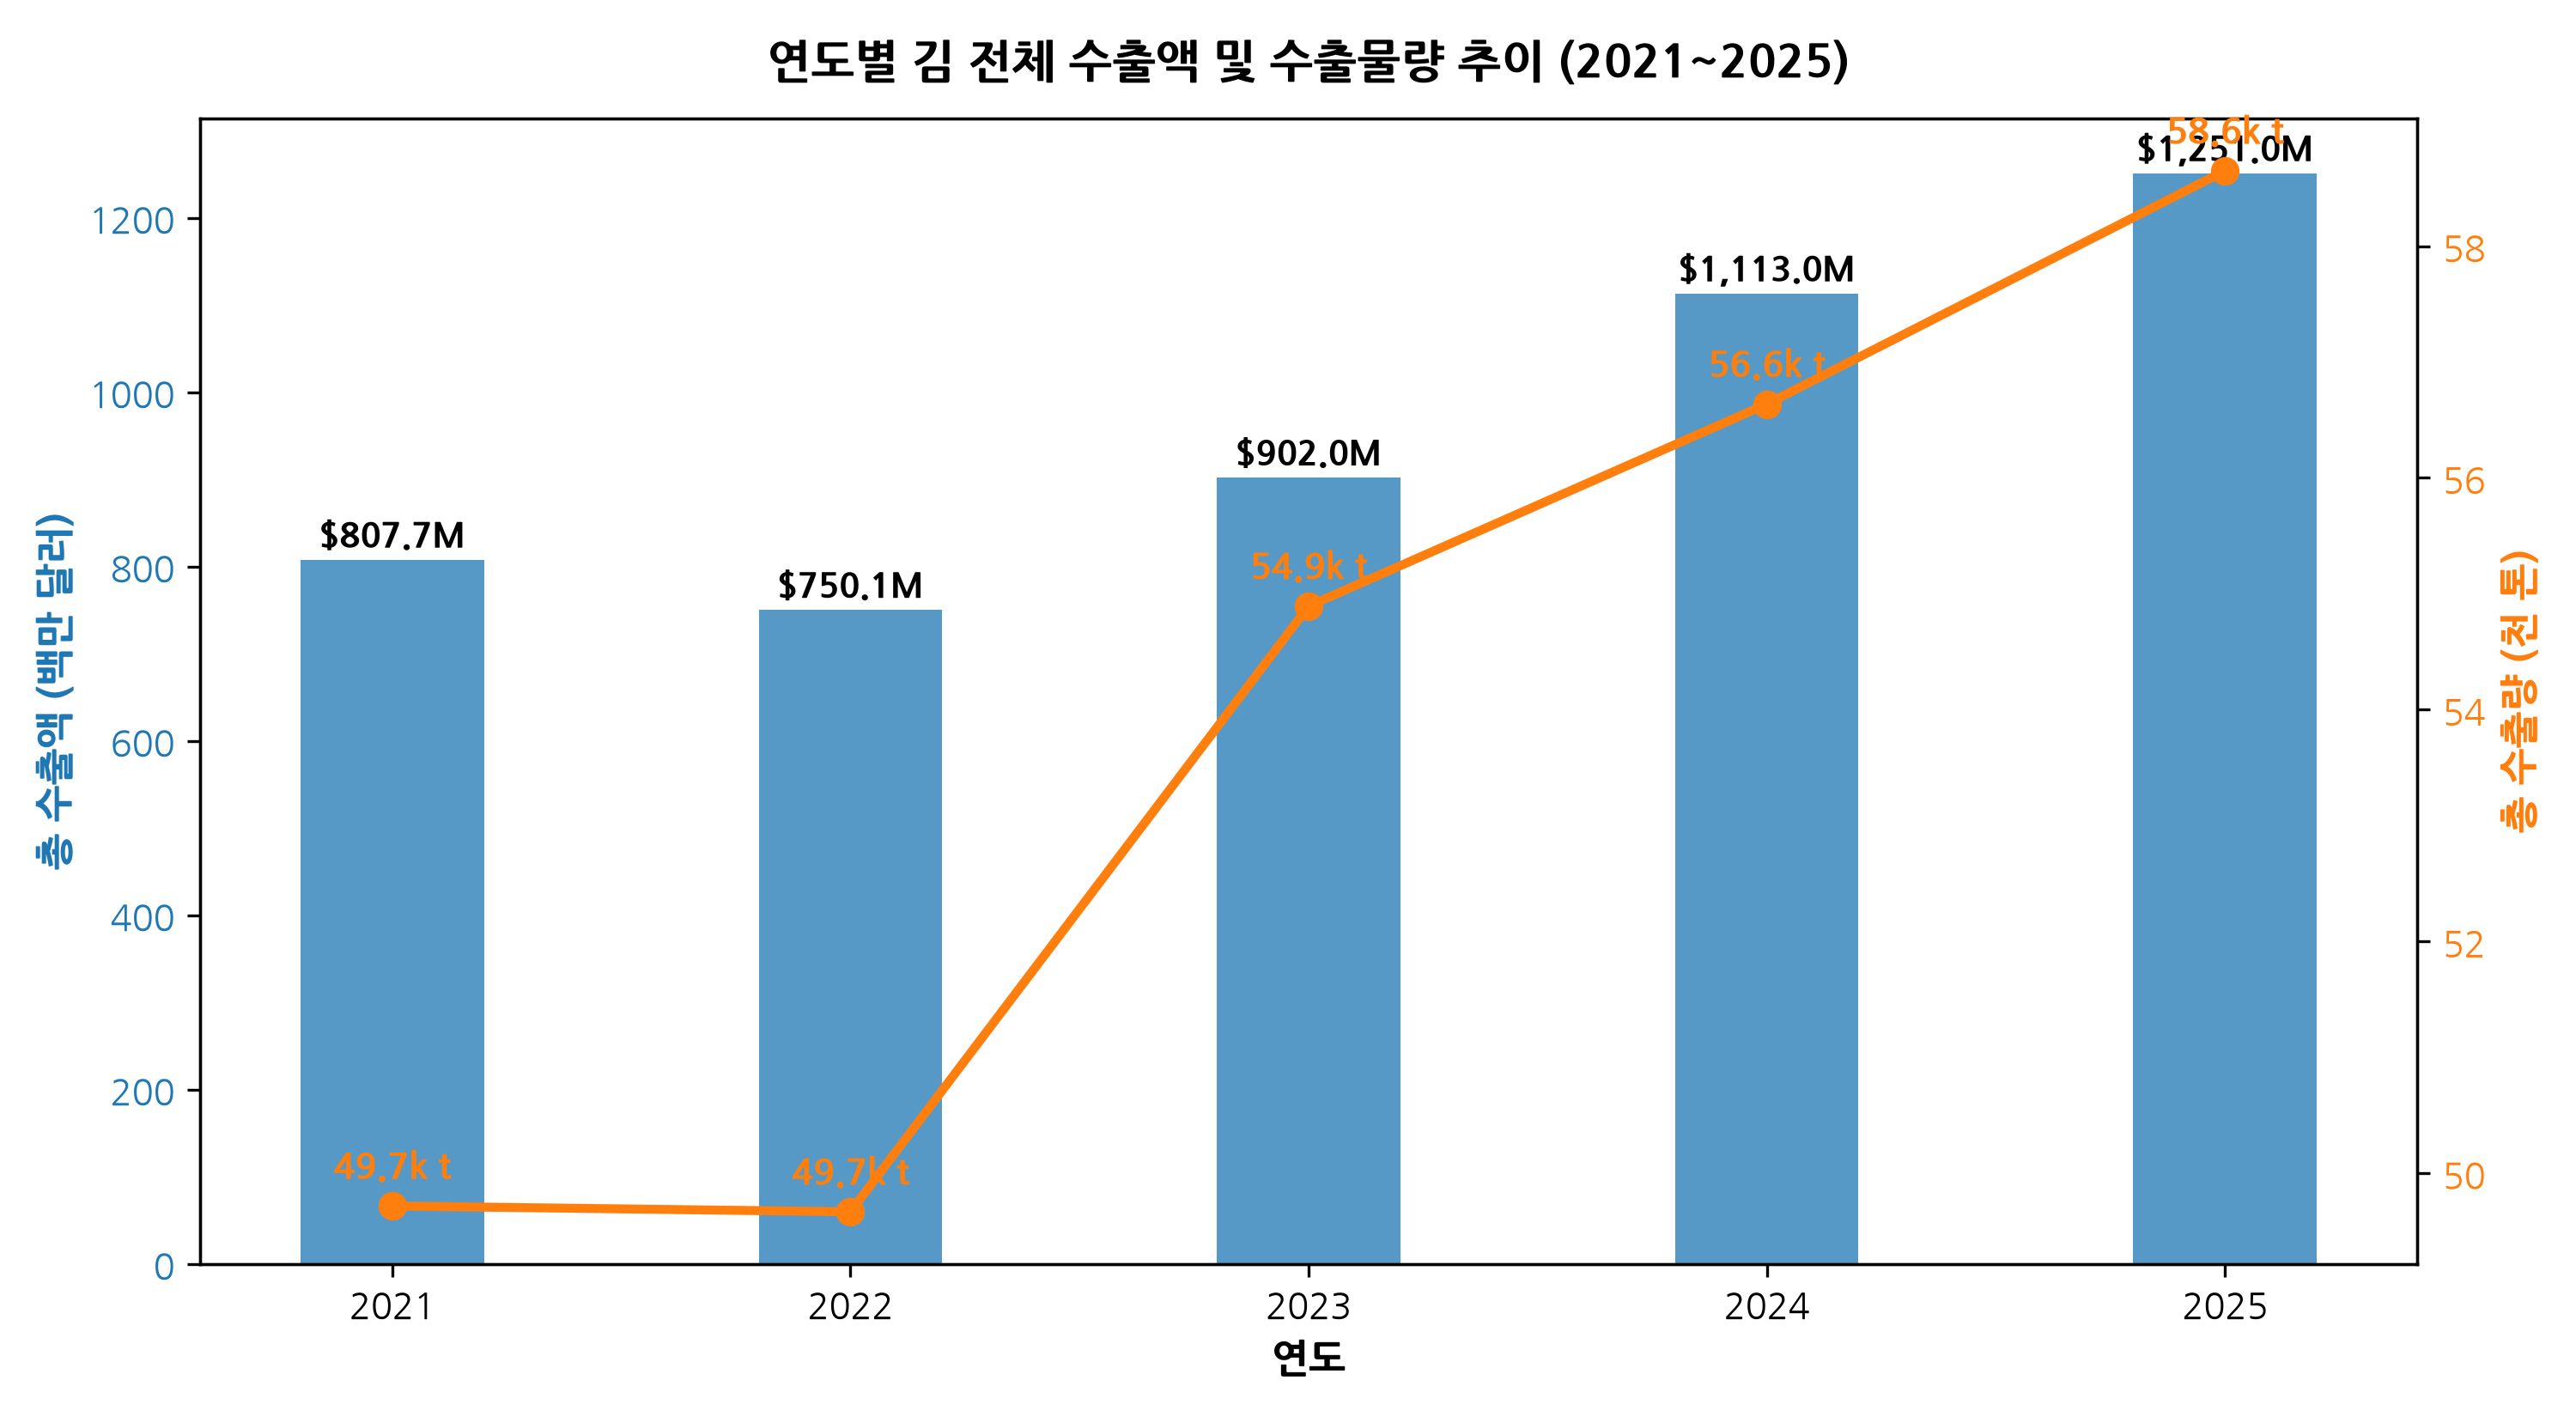 연도별 김 전체 수출액 및 수출물량 추이 (2021~2025)
총 수출액 (백만 달러)
1200
1000
800
600
400
200
0
$807.7M
$750.1M
$902.0M
$1,113.0M
$1,251.0M
49.7k t
49.7k t
54.9k t
56.6k t
58.6k t
58
56
54
52
50
총 수출량 (천 톤)
2021
2022
2023
2024
2025
연도